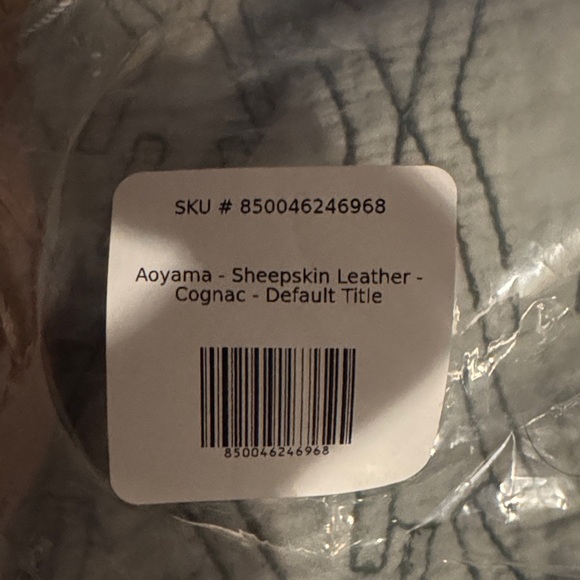 SKU # 850046246968
Aoyama - Sheepskin Leather -
Cognac - Default Title
850046246968